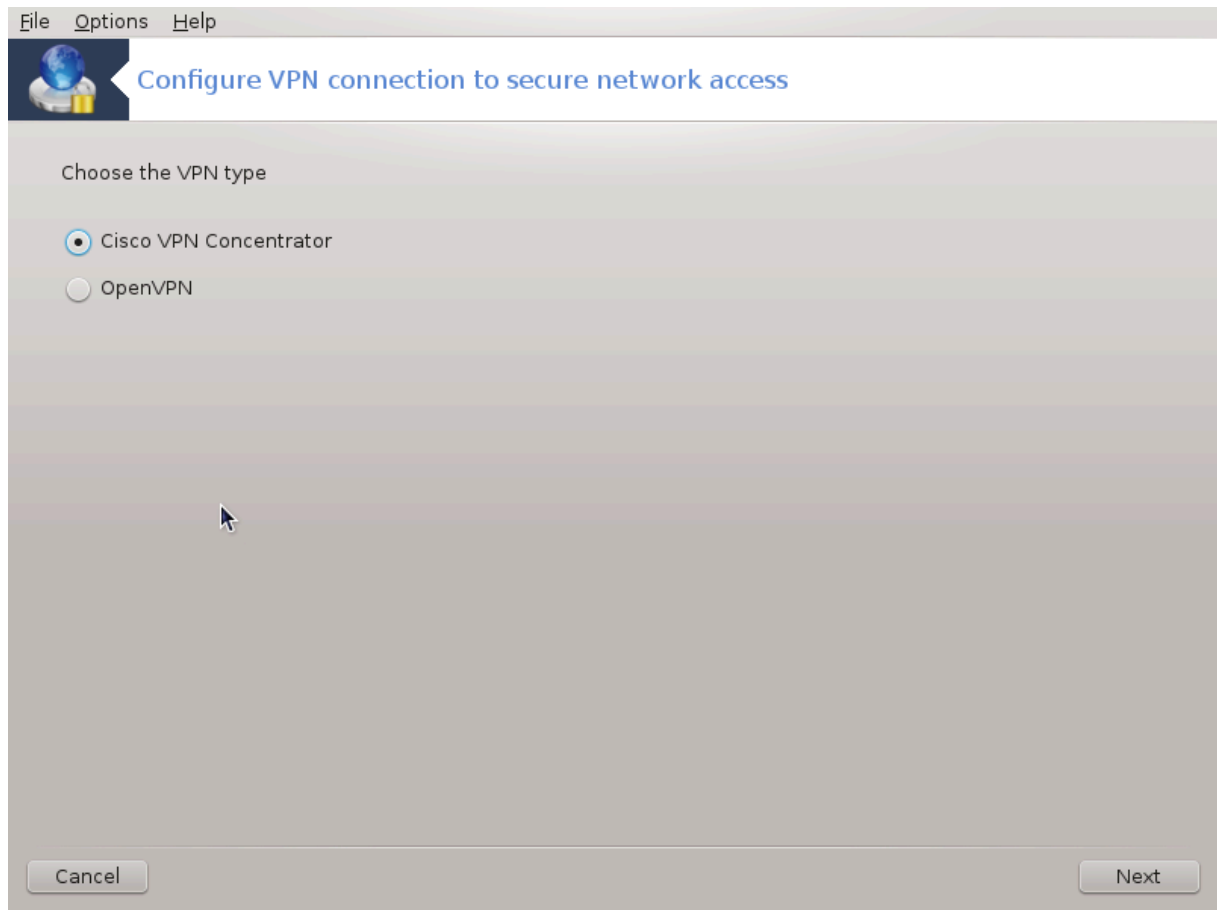 File Options Help
Configure VPN connection to secure network access
Choose the VPN type
Cisco VPN Concentrator
OpenVPN
Cancel Next